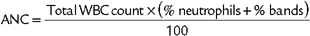 ANC = Total WBC count × (% neutrophils + % bands)
100